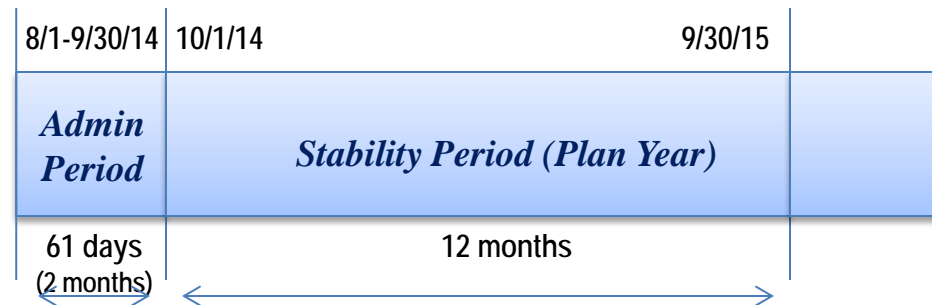 8/1-9/30/14 10/1/14 9/30/15
Admin
Period
Stability Period (Plan Year)
61 days
(2 months)
12 months